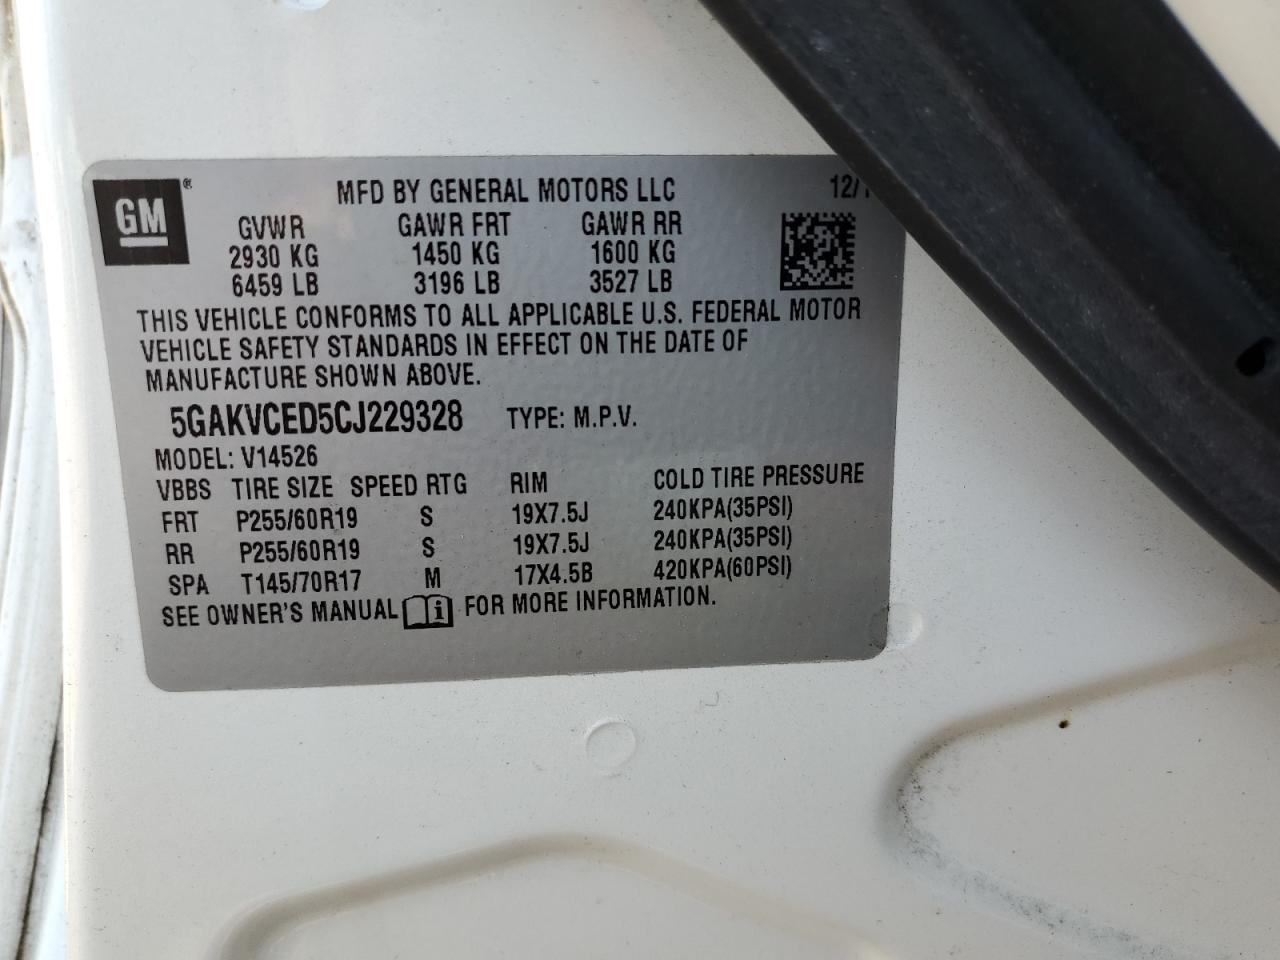 GM ® MFD BY GENERAL MOTORS LLC
GVWR GAWR FRT GAWR RR
2930 KG 1450 KG 1600 KG
6459 LB 3196 LB 3527 LB
THIS VEHICLE CONFORMS TO ALL APPLICABLE U.S. FEDERAL MOTOR
VEHICLE SAFETY STANDARDS IN EFFECT ON THE DATE OF
MANUFACTURE SHOWN ABOVE.
5GAKVCED5CJ229328 TYPE: M.P.V.
MODEL: V14526
VBBS TIRE SIZE SPEED RTG RIM COLD TIRE PRESSURE
FRT P255/60R19 S 19X7.5J 240KPA(35PSI)
RR P255/60R19 S 19X7.5J 240KPA(35PSI)
SPA T145/70R17 M 17X4.5B 420KPA(60PSI)
SEE OWNER'S MANUAL i FOR MORE INFORMATION.